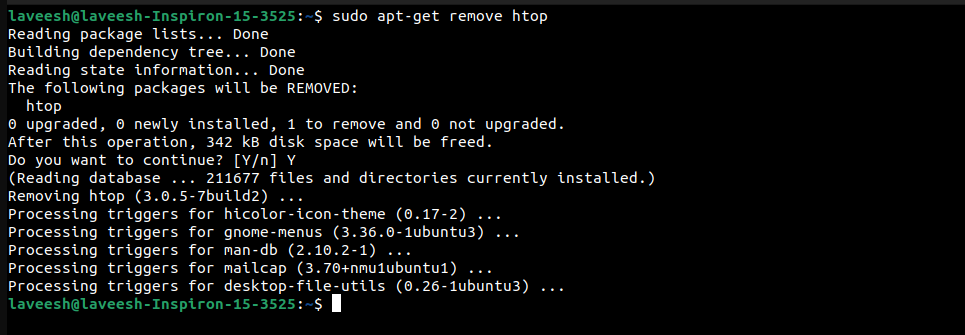 laveesh@laveesh-Inspiron-15-3525:~$ sudo apt-get remove htop
Reading package lists... Done
Building dependency tree... Done
Reading state information... Done
The following packages will be REMOVED:
  htop
0 upgraded, 0 newly installed, 1 to remove and 0 not upgraded.
After this operation, 342 kB disk space will be freed.
Do you want to continue? [Y/n] Y
(Reading database ... 211677 files and directories currently installed.)
Removing htop (3.0.5-7build2) ...
Processing triggers for hicolor-icon-theme (0.17-2) ...
Processing triggers for gnome-menus (3.36.0-1ubuntu3) ...
Processing triggers for man-db (2.10.2-1) ...
Processing triggers for mailcap (3.70+nmu1ubuntu1) ...
Processing triggers for desktop-file-utils (0.26-1ubuntu3) ...
laveesh@laveesh-Inspiron-15-3525:~$